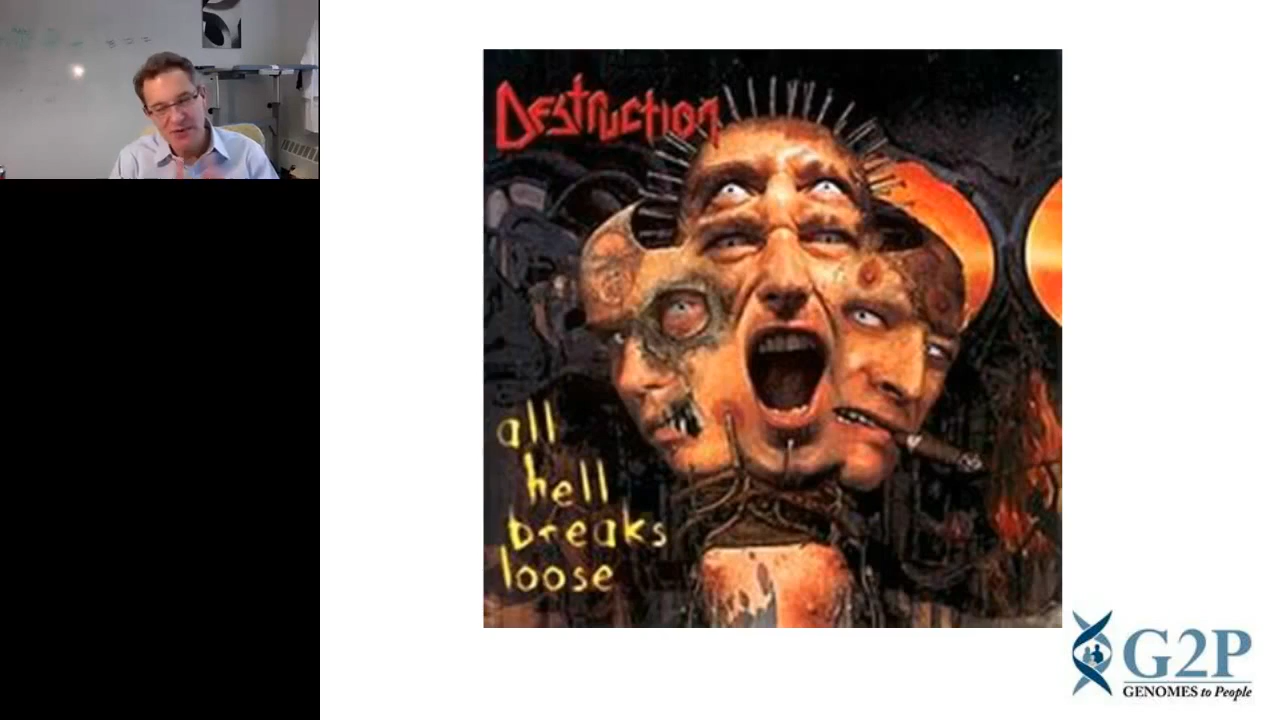 Destruction
all
hell
breaks
loose
G2P
GENOMES to People